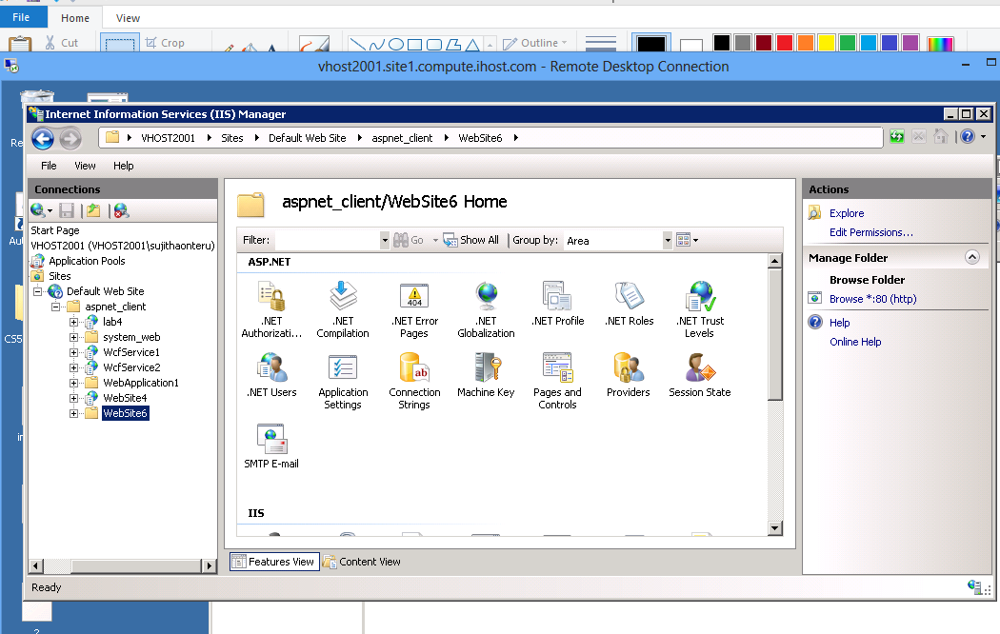 File Home View
Cut Crop Outline
vhost2001.site1.compute.ihost.com - Remote Desktop Connection
Internet Information Services (IIS) Manager
VHOST2001 Sites Default Web Site aspnet_client WebSite6
File View Help
Connections
Start Page
VHOST2001 (VHOST2001\sujithaonteru)
Application Pools
Sites
Default Web Site
aspnet_client
lab4
system_web
WcfService1
WcfService2
WebApplication1
WebSite4
WebSite6
aspnet_client/WebSite6 Home
Filter: Go Show All Group by: Area
ASP.NET
.NET Authorizati...
.NET Compilation
404
.NET Error Pages
.NET Globalization
.NET Profile
.NET Roles
.NET Trust Levels
.NET Users
Application Settings
ab
Connection Strings
Machine Key
Pages and Controls
Providers
Session State
SMTP E-mail
IIS
Features View Content View
Actions
Explore
Edit Permissions...
Manage Folder
Browse Folder
Browse *:80 (http)
Help
Online Help
Ready